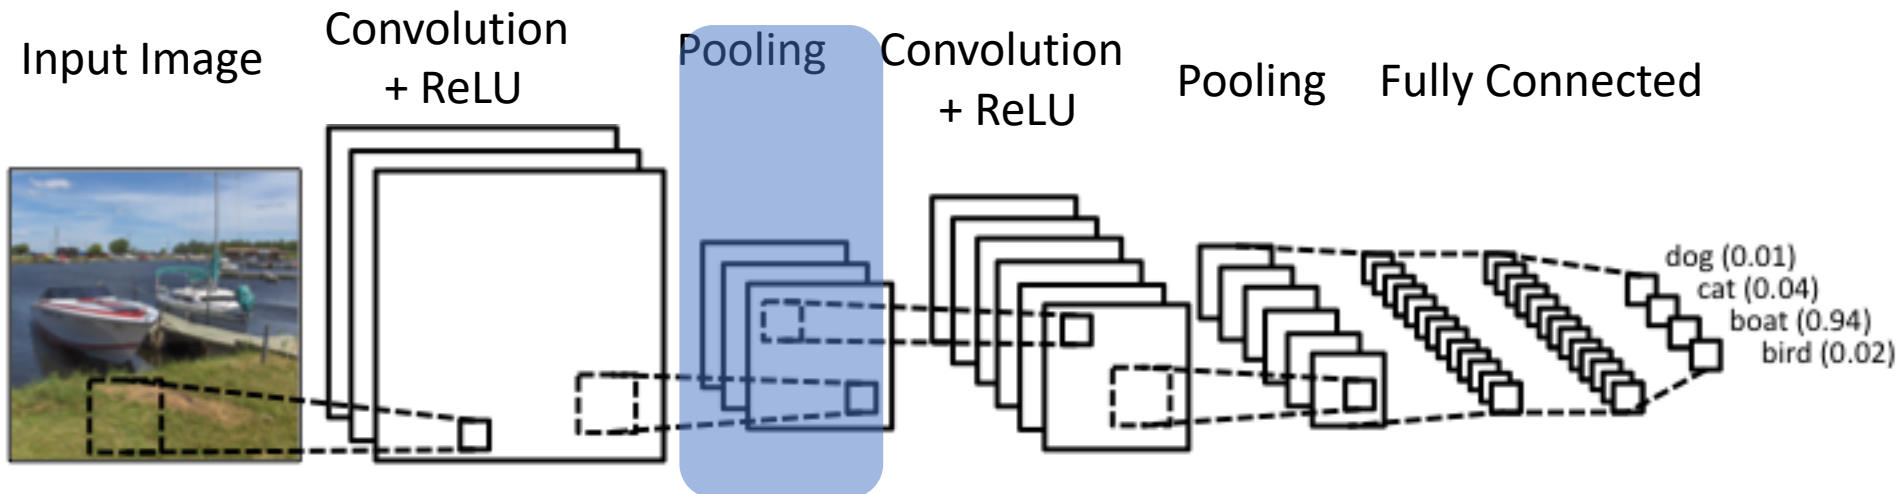 Input Image
Convolution
+ ReLU
Pooling
Convolution
+ ReLU
Pooling
Fully Connected
dog (0.01)
cat (0.04)
boat (0.94)
bird (0.02)